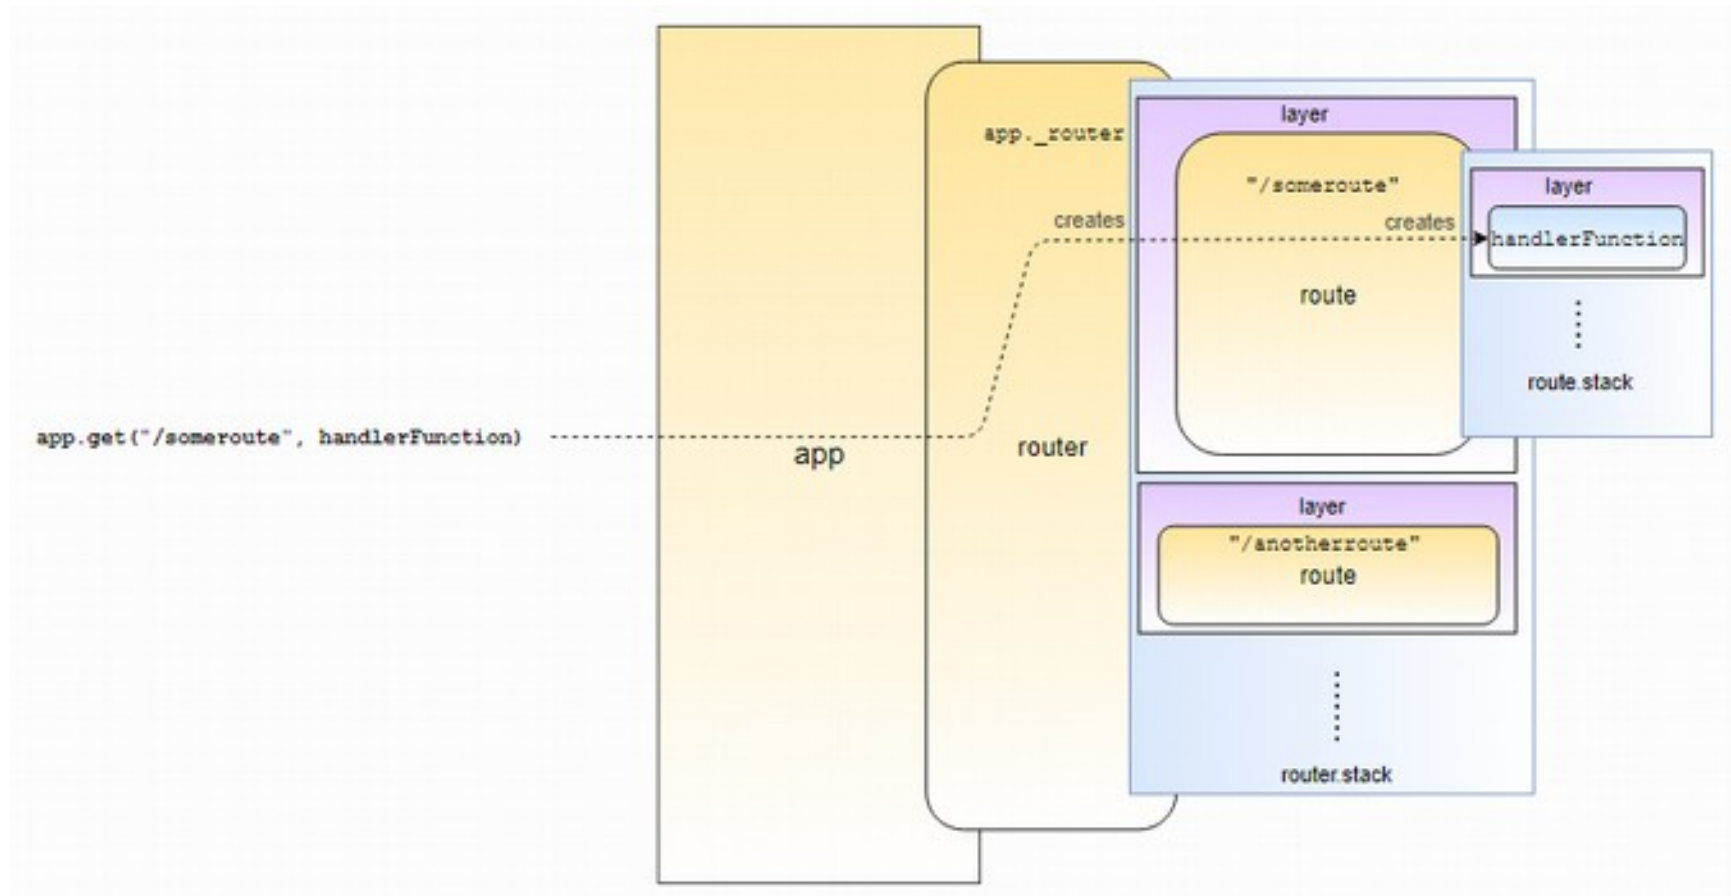 app.get("/someroute", handlerFunction)
app
app._router
creates
router
layer
"/someroute"
creates
route
layer
handlerFunction
route.stack
layer
"/anotherroute"
route
router.stack